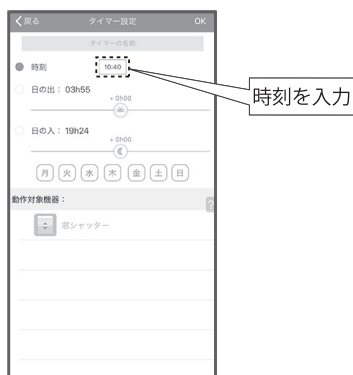 戻る タイマー設定 OK
タイマーの名前
時刻 10:40
日の出： 03h55
+ 0h00
日の入： 19h24
+ 0h00
月 火 水 木 金 土 日
動作対象機器： ?
窓シャッター
時刻を入力